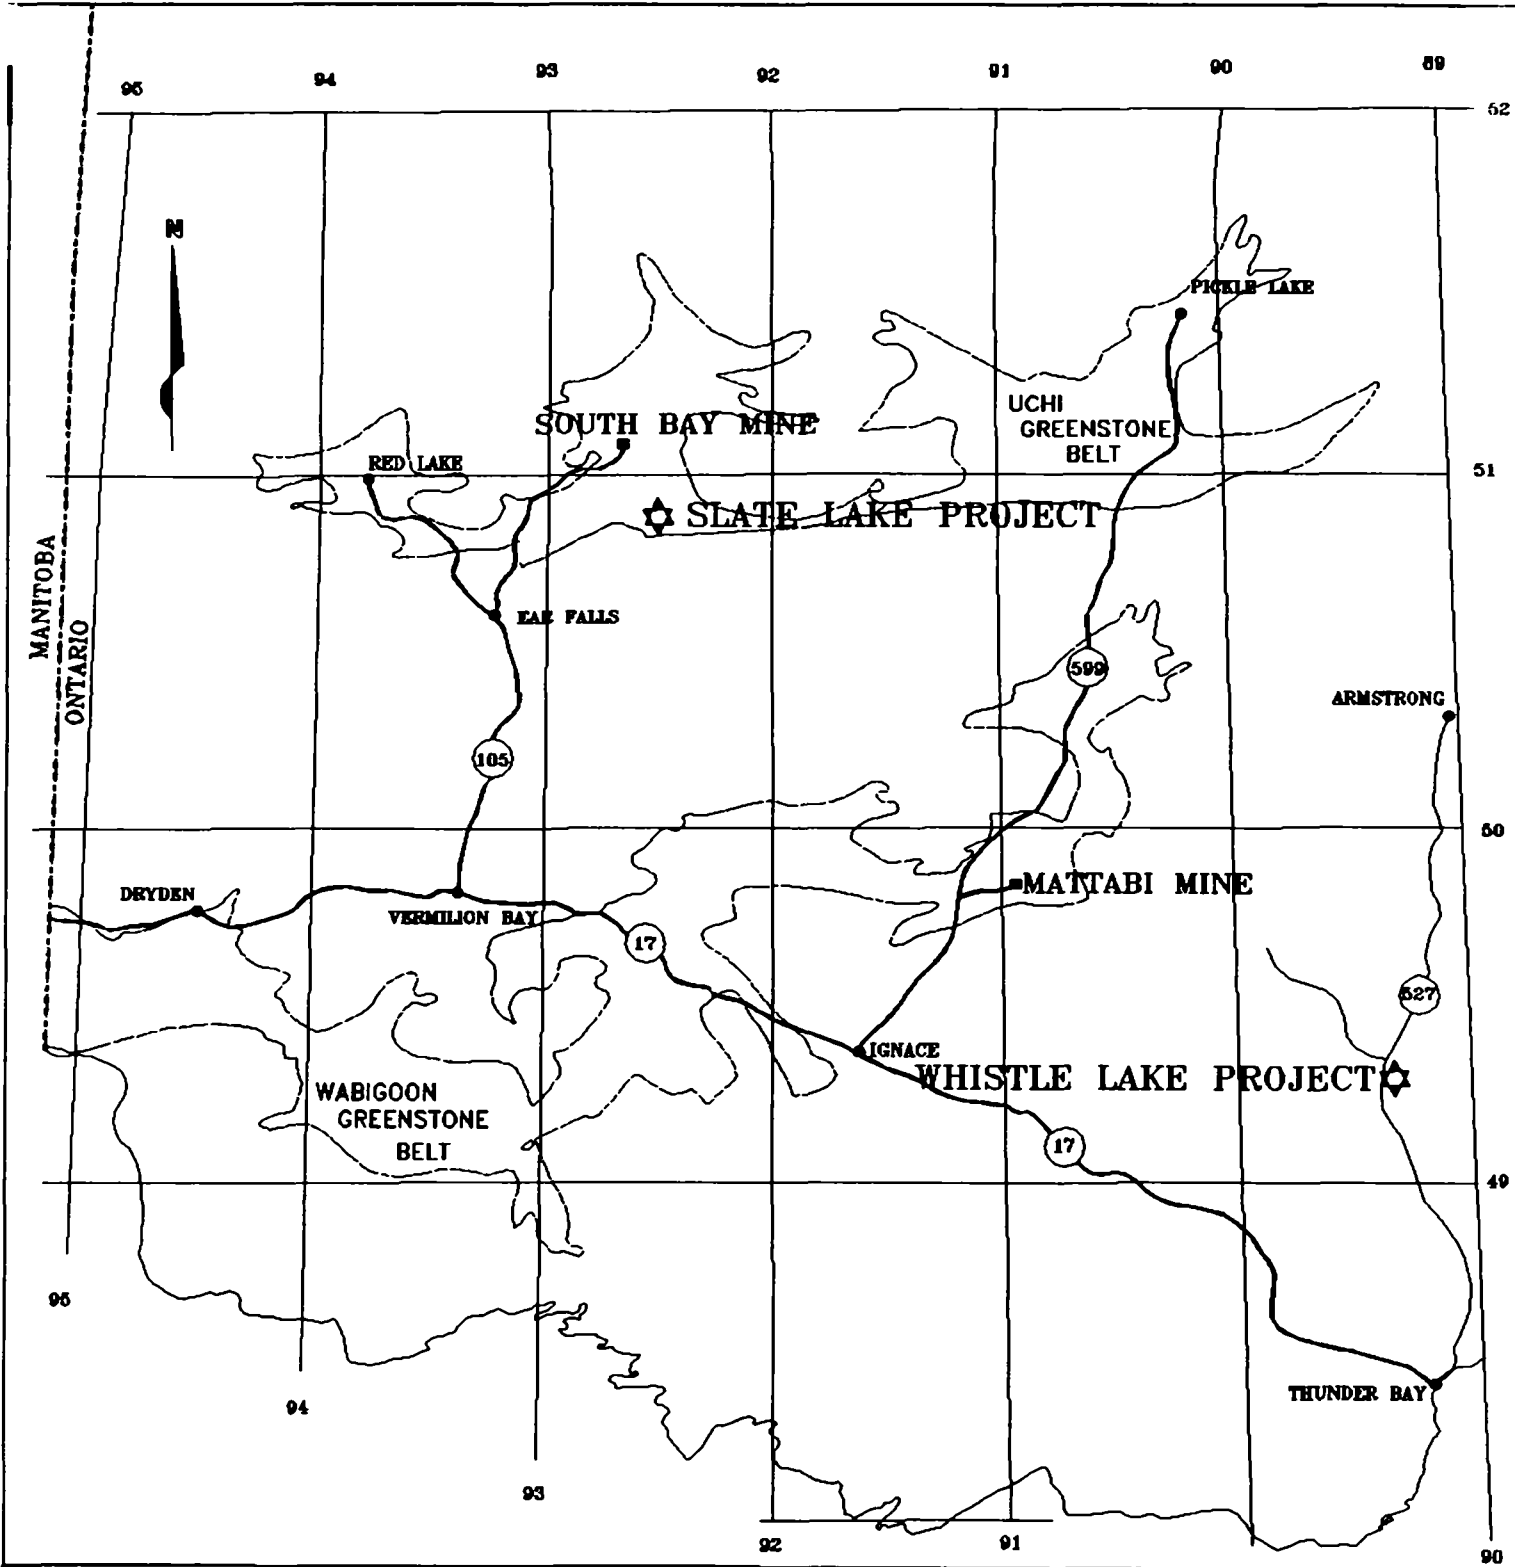 95 94 93 92 91 90 89
52
N
PICKLE LAKE
UCHI
GREENSTONE
BELT
SOUTH BAY MINE
RED LAKE
51
SLATE LAKE PROJECT
MANITOBA
ONTARIO
EAR FALLS
599
ARMSTRONG
105
50
DRYDEN
VERMILION BAY
MATTABI MINE
17
527
IGNACE
WHISTLE LAKE PROJECT
WABIGOON
GREENSTONE
BELT
17
49
95
THUNDER BAY
94
93
92 91 90